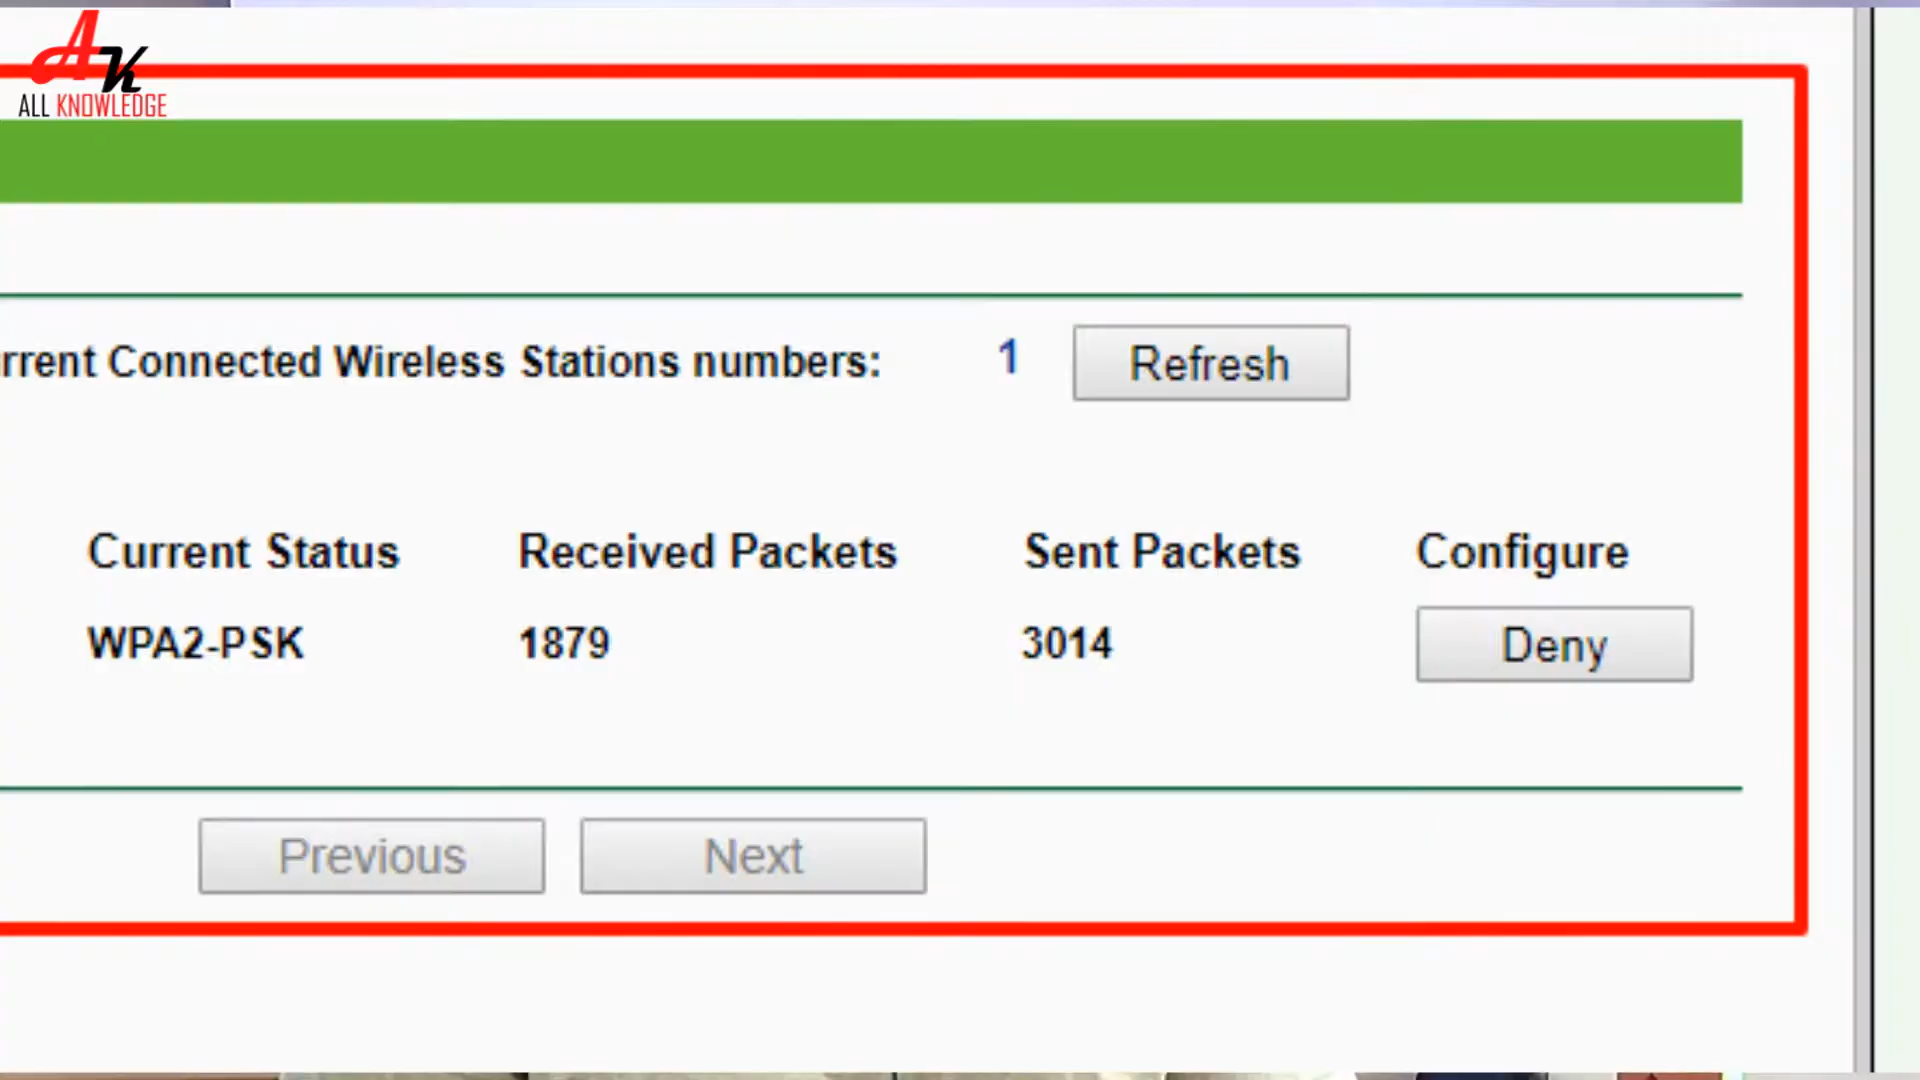 AK
ALL KNOWLEDGE
rrent Connected Wireless Stations numbers: 1 Refresh
Current Status Received Packets Sent Packets Configure
WPA2-PSK 1879 3014 Deny
Previous Next